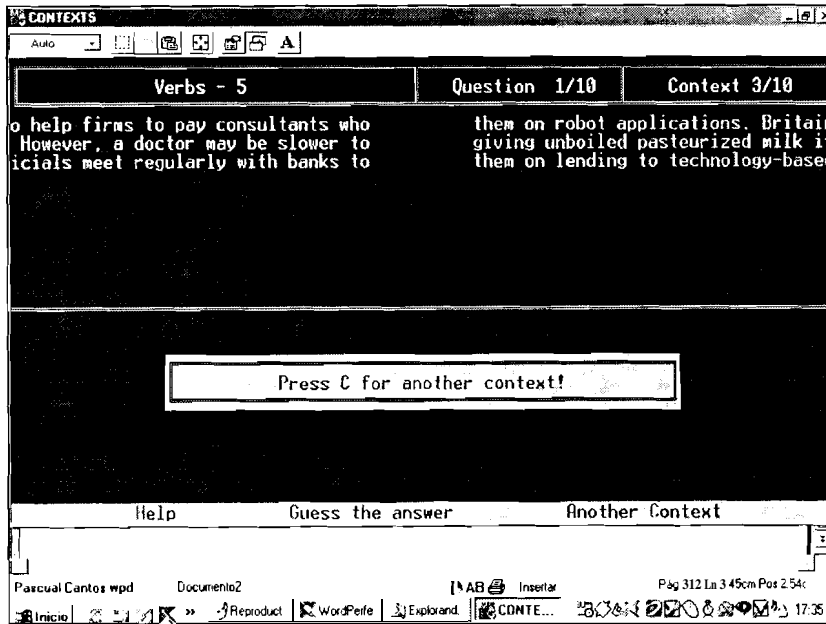 CONTEXTS
Auto A
Verbs - 5 Question 1/10 Context 3/10
o help firms to pay consultants who them on robot applications. Britain
However, a doctor may be slower to giving unboiled pasteurized milk i
icials meet regularly with banks to them on lending to technology-based
Press C for another context!
Help Guess the answer Another Context
Pascual Cantos wpd Documento2 AB Insertar Pág 312 Ln 3.45cm Pos 2.54c
Inicio » Reproduct WordPerfe Explorand. CONTE... 17:35